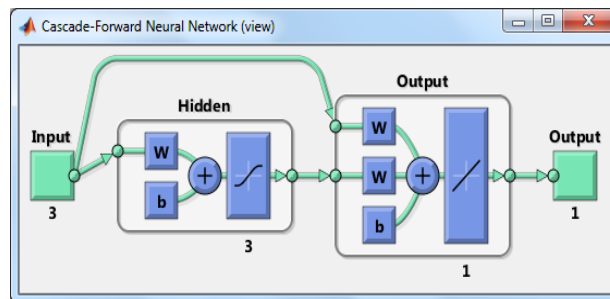 Cascade-Forward Neural Network (view)
Input
3
Hidden
W
b
+
3
Output
W
W
b
+
1
Output
1